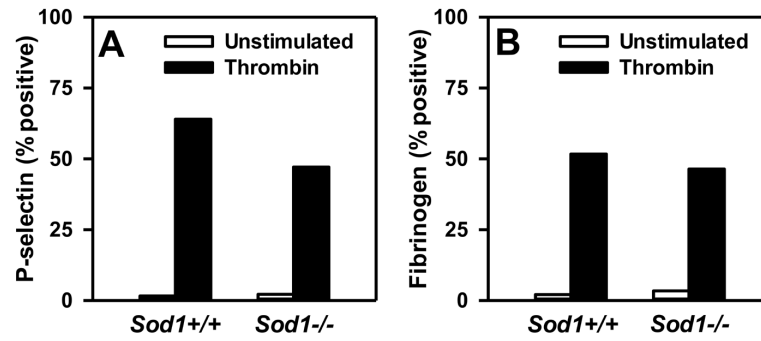 A
Unstimulated
Thrombin
P-selectin (% positive)
100
75
50
25
0
Sod1+/+ Sod1-/-
B
Unstimulated
Thrombin
Fibrinogen (% positive)
100
75
50
25
0
Sod1+/+ Sod1-/-